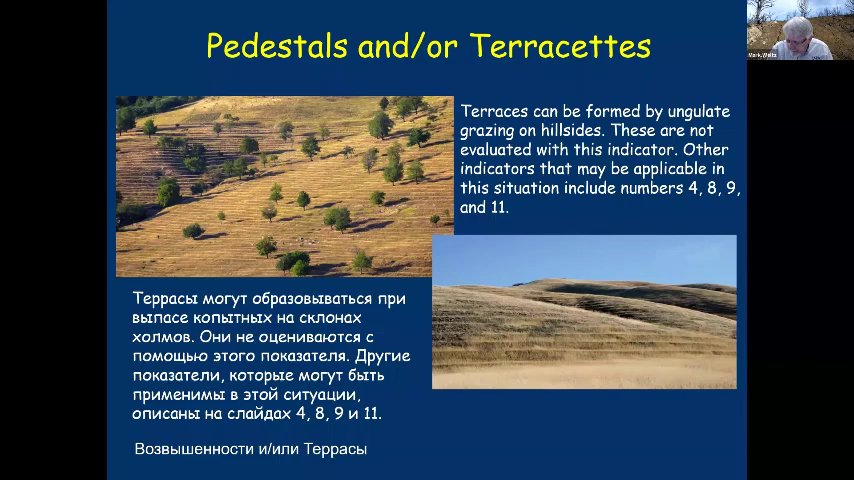 Pedestals and/or Terracettes
Mark Weltz
Terraces can be formed by ungulate
grazing on hillsides. These are not
evaluated with this indicator. Other
indicators that may be applicable in
this situation include numbers 4, 8, 9,
and 11.
Террасы могут образовываться при
выпасе копытных на склонах
холмов. Они не оцениваются с
помощью этого показателя. Другие
показатели, которые могут быть
применимы в этой ситуации,
описаны на слайдах 4, 8, 9 и 11.
Возвышенности и/или Террасы